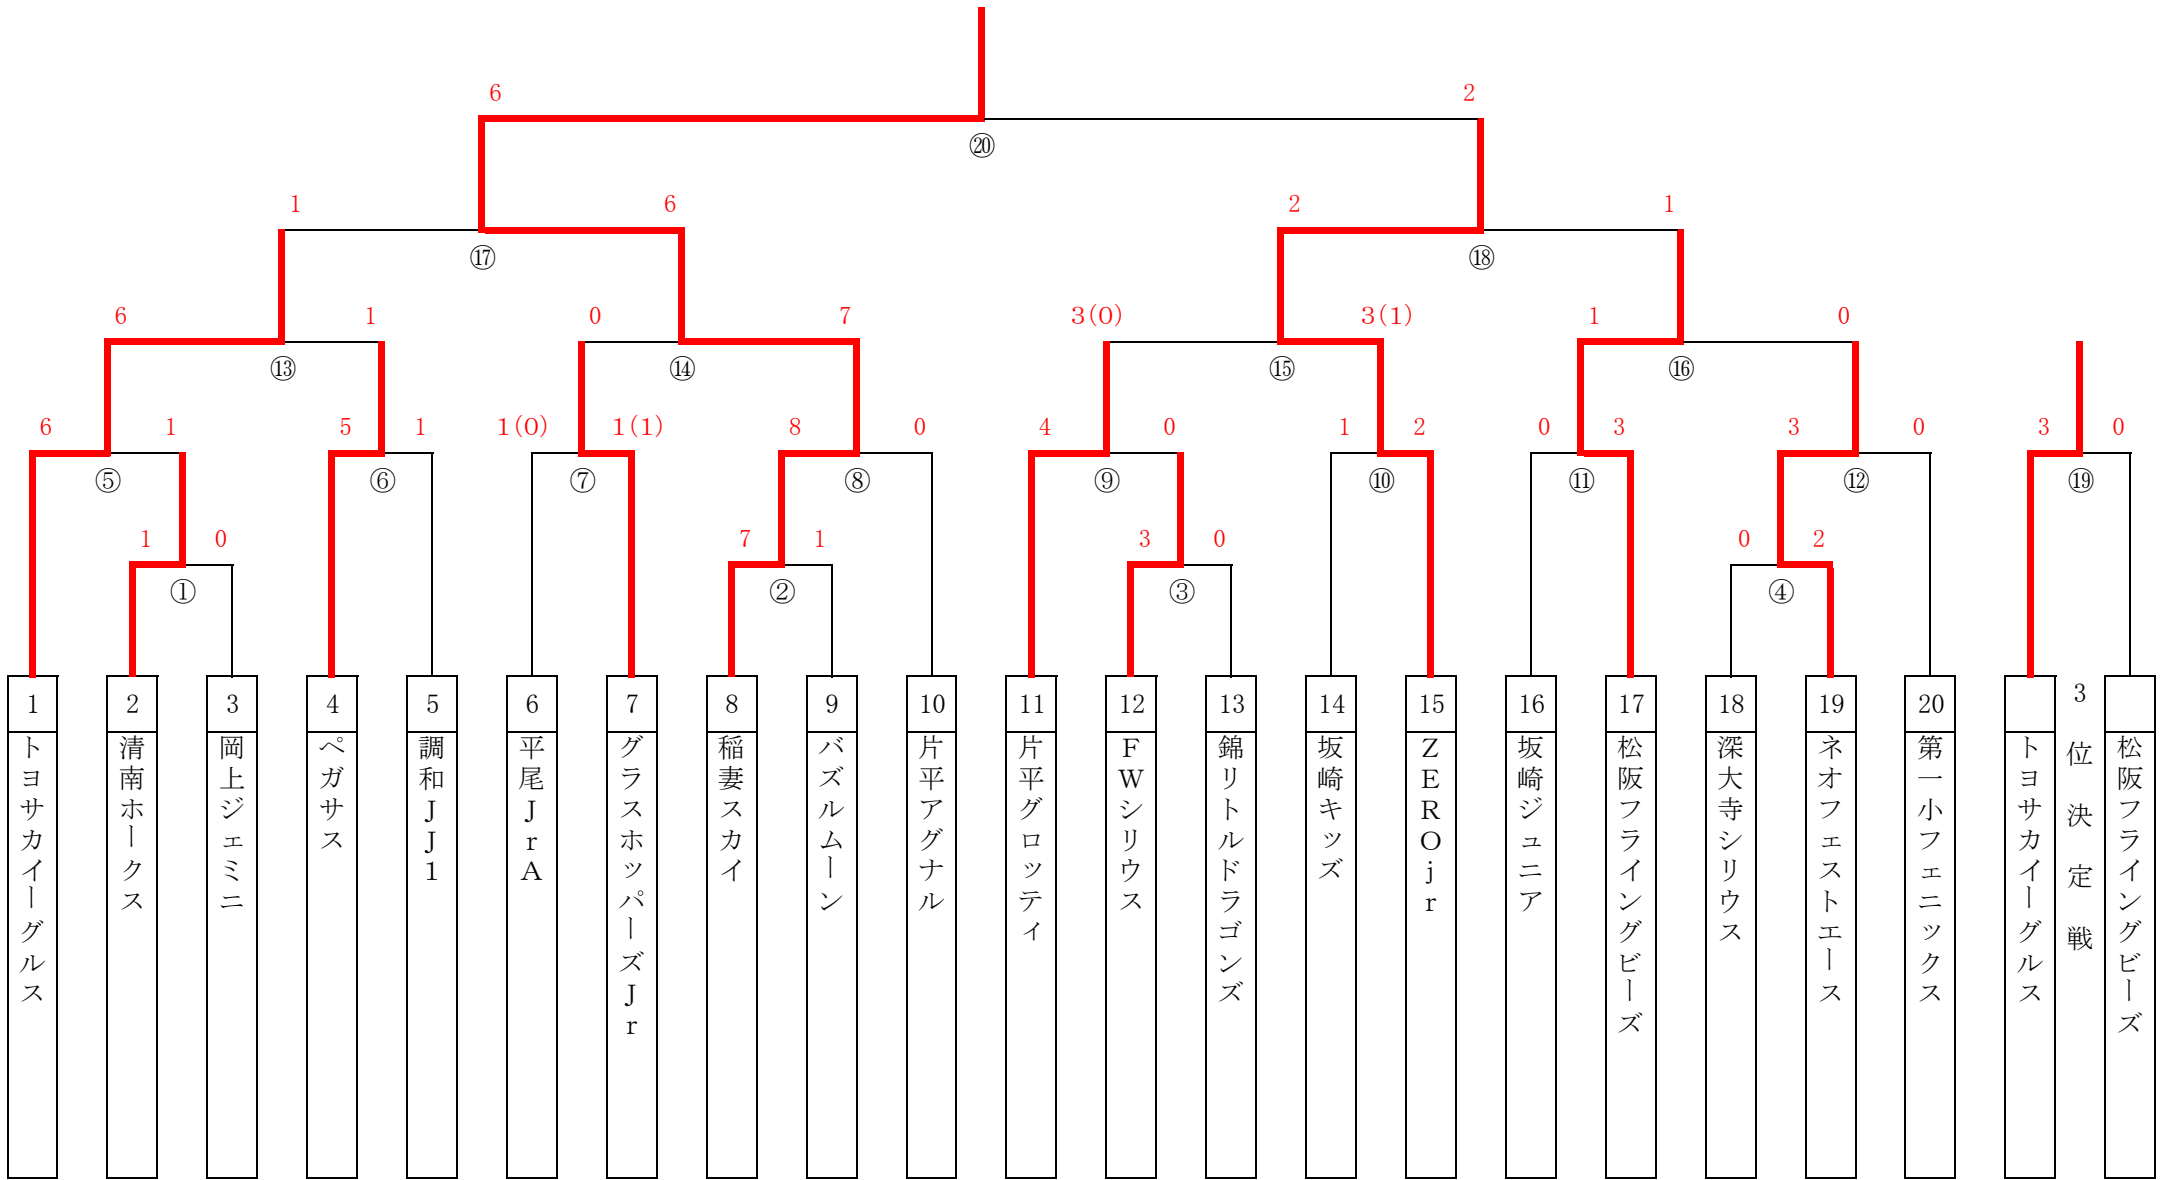 6 2
⑳
1 6 2 1
⑰ ⑱
6 1 0 7 3(0) 3(1) 1 0
⑬ ⑭ ⑮ ⑯
6 1 5 1 1(0) 1(1) 8 0 4 0 1 2 0 3 3 0 3 0
⑤ ⑥ ⑦ ⑧ ⑨ ⑩ ⑪ ⑫ ⑲
1 0 7 1 3 0 0 2
① ② ③ ④
1 2 3 4 5 6 7 8 9 10 11 12 13 14 15 16 17 18 19 20
トヨサカイーグルス
清南ホークス
岡上ジェミニ
ペガサス
調和JJ1
平尾JrA
グラスホッパーズJr
稲妻スカイ
バズルムーン
片平アグナル
片平グロッティ
FWシリウス
錦リトルドラゴンズ
坂崎キッズ
ZEROjr
坂崎ジュニア
松阪フライングビーズ
深大寺シリウス
ネオフェストエース
第一小フェニックス
トヨサカイーグルス
3位決定戦
松阪フライングビーズ